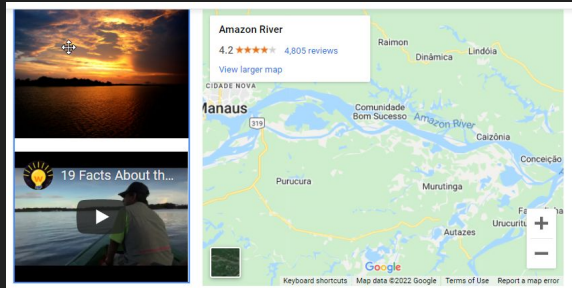 19 Facts About th...
Amazon River
4.2 ★★★★★ 4,805 reviews
View larger map
Raimon
Dinâmica
Lindóia
CIDADE NOVA
Manaus
319
Comunidade
Bom Sucesso
Amazon River
Caizônia
Conceição
Purucura
Murutinga
Autazes
Google
Keyboard shortcuts
Map data ©2022 Google
Terms of Use
Report a map error